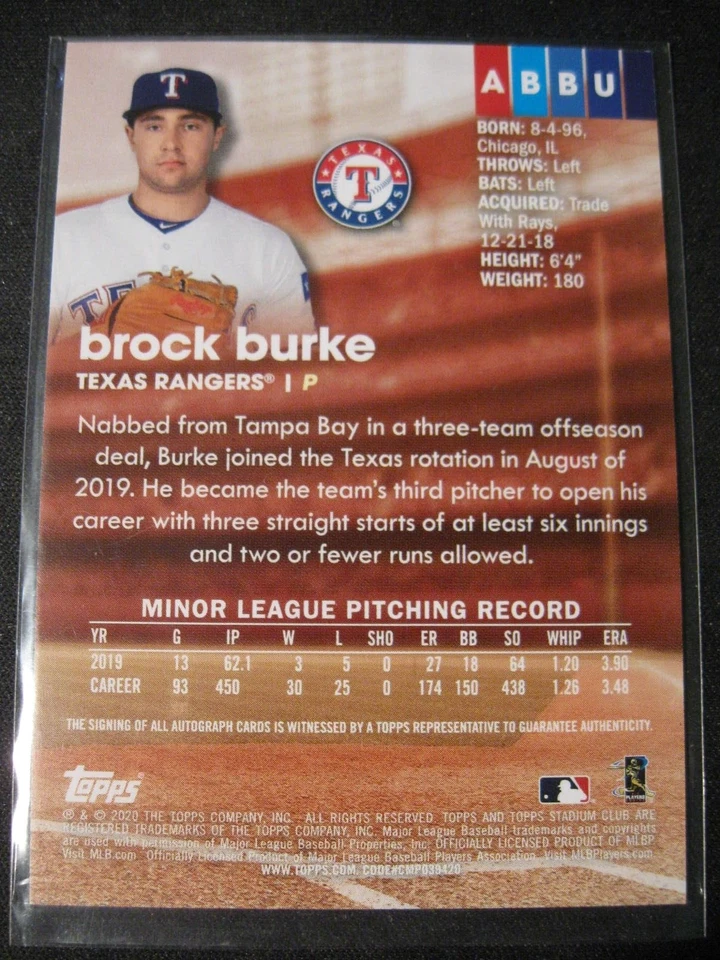 T
ABBU
TEXAS
T
RANGERS
BORN: 8-4-96,
Chicago, IL
THROWS: Left
BATS: Left
ACQUIRED: Trade
With Rays,
12-21-18
HEIGHT: 6'4"
WEIGHT: 180
brock burke
TEXAS RANGERS® | P
Nabbed from Tampa Bay in a three-team offseason
deal, Burke joined the Texas rotation in August of
2019. He became the team's third pitcher to open his
career with three straight starts of at least six innings
and two or fewer runs allowed.
MINOR LEAGUE PITCHING RECORD
YR G IP W L SHO ER BB SO WHIP ERA
2019 13 62.1 3 5 0 27 18 64 1.20 3.90
CAREER 93 450 30 25 0 174 150 438 1.26 3.48
THE SIGNING OF ALL AUTOGRAPH CARDS IS WITNESSED BY A TOPPS REPRESENTATIVE TO GUARANTEE AUTHENTICITY.
topps
PLAYERS
® & © 2020 THE TOPPS COMPANY, INC. ALL RIGHTS RESERVED. TOPPS AND TOPPS STADIUM CLUB ARE
REGISTERED TRADEMARKS OF THE TOPPS COMPANY, INC. Major League Baseball trademarks and copyrights
are used with permission of Major League Baseball Properties, Inc. OFFICIALLY LICENSED PRODUCT OF MLBP
Visit MLB.com Officially Licensed Product of Major League Baseball Players Association. Visit MLBPlayers.com
WWW.TOPPS.COM. CODE#CMP039420